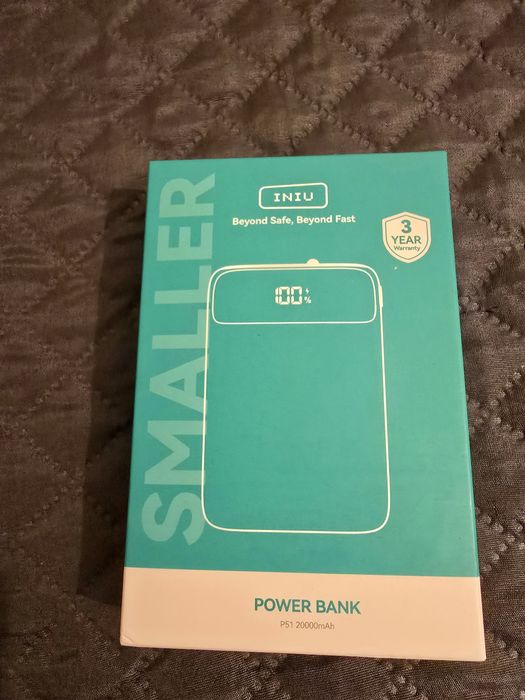 SMALLER
INIU
Beyond Safe, Beyond Fast
3
YEAR
Warranty
100%
POWER BANK
P51 20000mAh